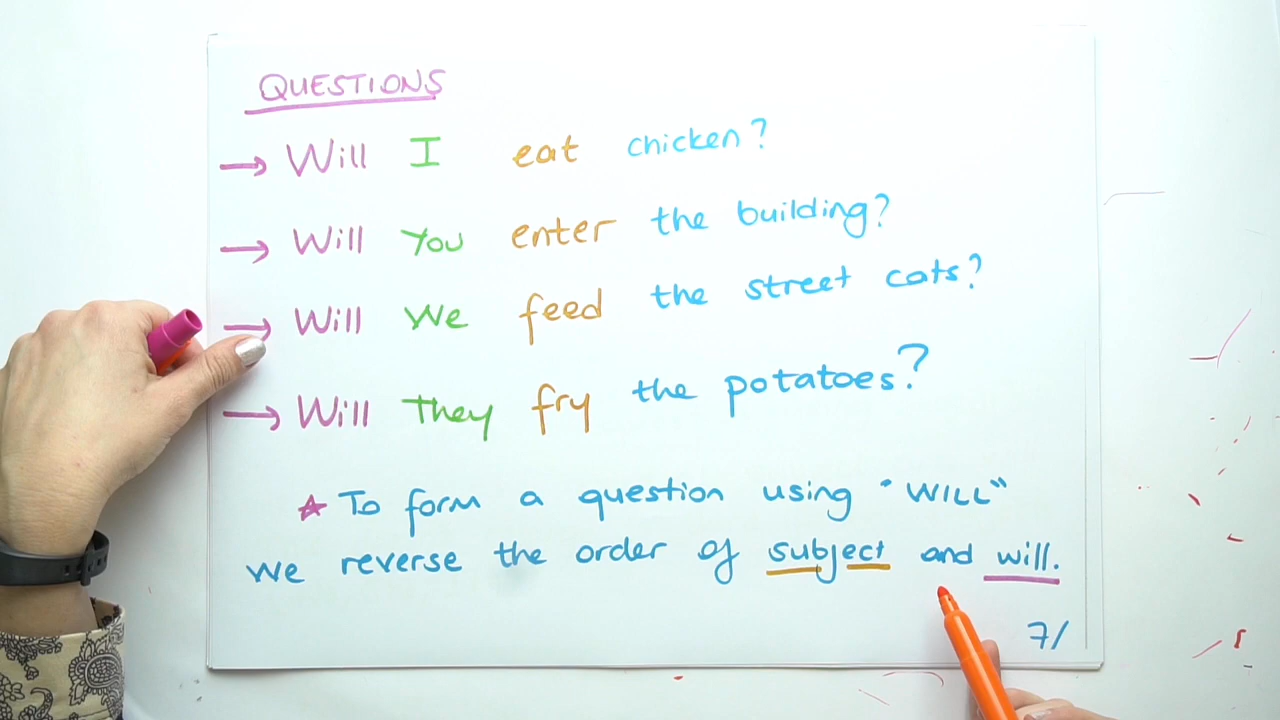 QUESTIONS
→ Will I eat chicken?
→ Will You enter the building?
→ Will We feed the street cats?
→ Will They fry the potatoes?
☆ To form a question using "WILL"
we reverse the order of subject and will.
7/